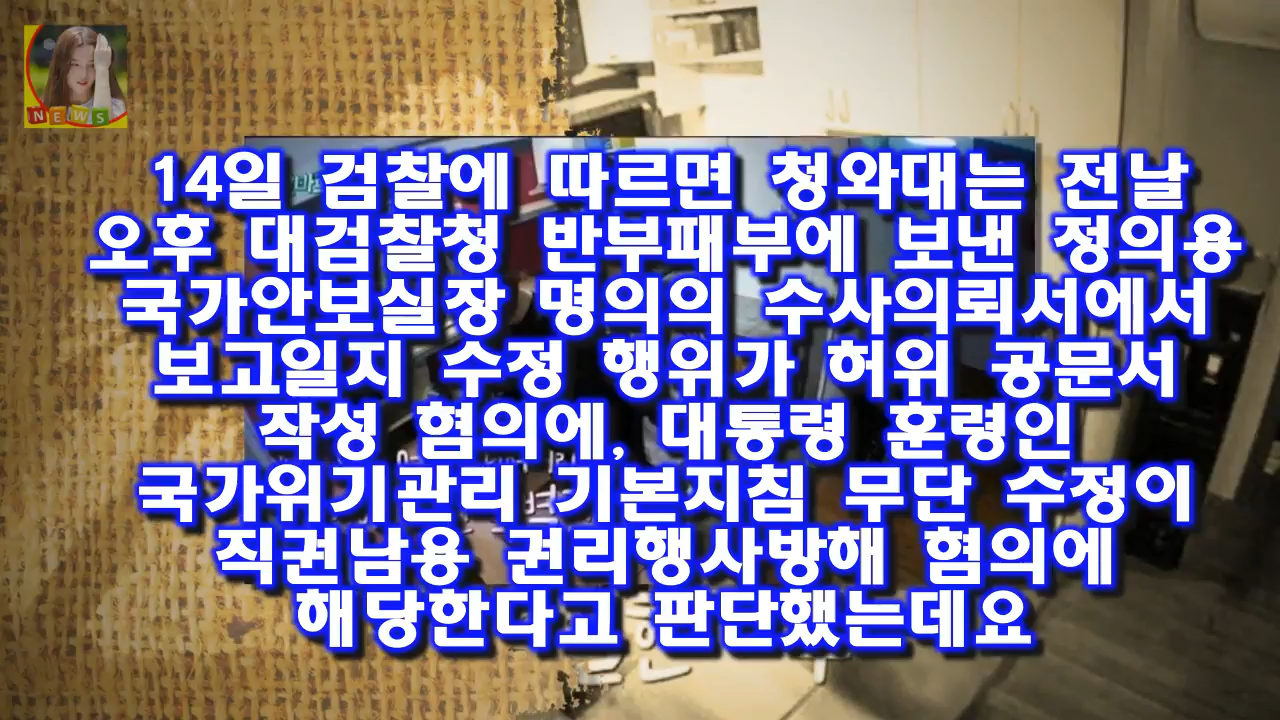 NEWS
14일 검찰에 따르면 청와대는 전날
오후 대검찰청 반부패부에 보낸 정의용
국가안보실장 명의의 수사의뢰서에서
보고일지 수정 행위가 허위 공문서
작성 혐의에, 대통령 훈령인
국가위기관리 기본지침 무단 수정이
직권남용 권리행사방해 혐의에
해당한다고 판단했는데요